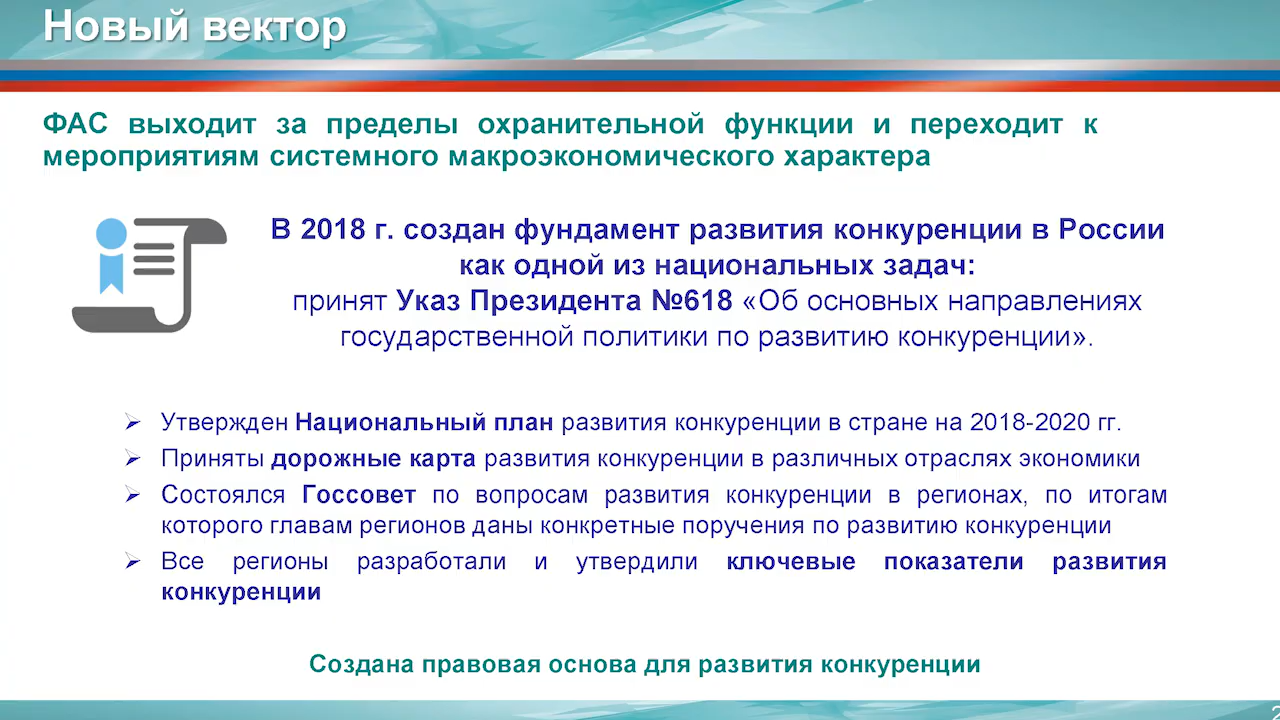 Новый вектор
ФАС выходит за пределы охранительной функции и переходит к
мероприятиям системного макроэкономического характера
В 2018 г. создан фундамент развития конкуренции в России
как одной из национальных задач:
принят Указ Президента №618 «Об основных направлениях
государственной политики по развитию конкуренции».
Утвержден Национальный план развития конкуренции в стране на 2018-2020 гг.
Приняты дорожные карта развития конкуренции в различных отраслях экономики
Состоялся Госсовет по вопросам развития конкуренции в регионах, по итогам
которого главам регионов даны конкретные поручения по развитию конкуренции
Все регионы разработали и утвердили ключевые показатели развития
конкуренции
Создана правовая основа для развития конкуренции